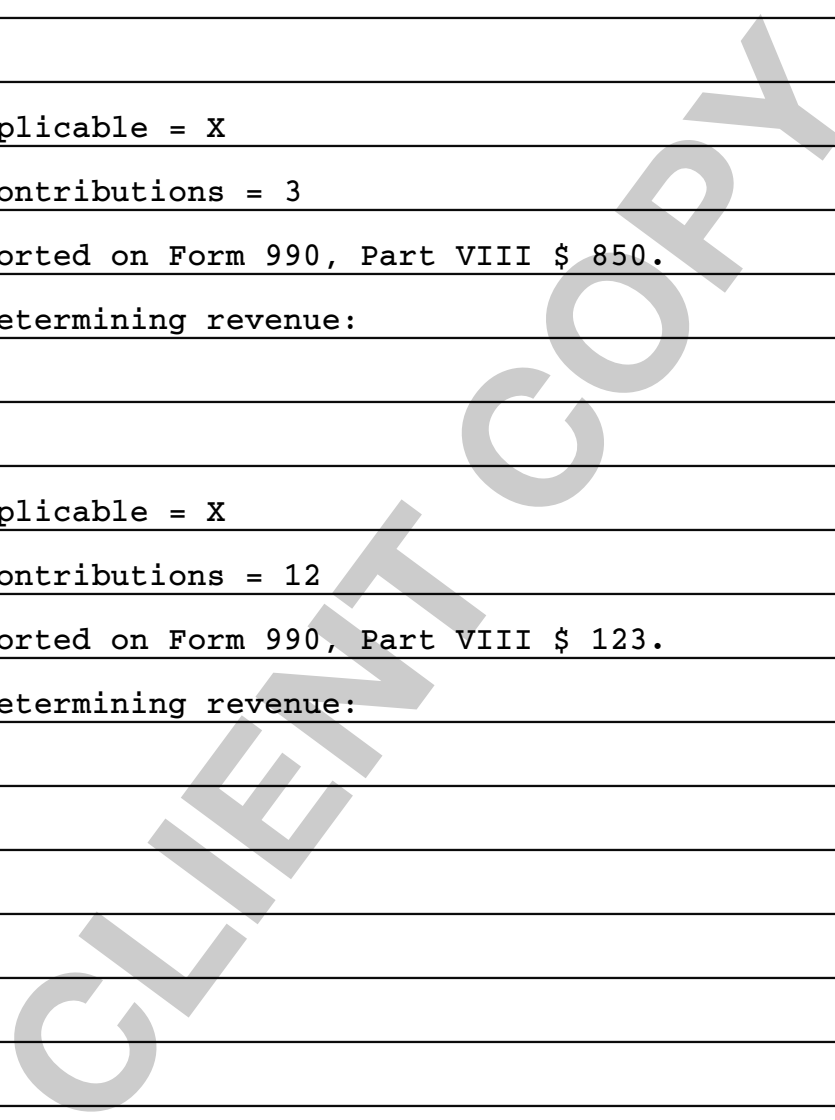 plicable = X
ontributions = 3
orted on Form 990, Part VIII $ 850.
etermining revenue:
plicable = X
ontributions = 12
orted on Form 990, Part VIII $ 123.
etermining revenue:
CLIENT COPY